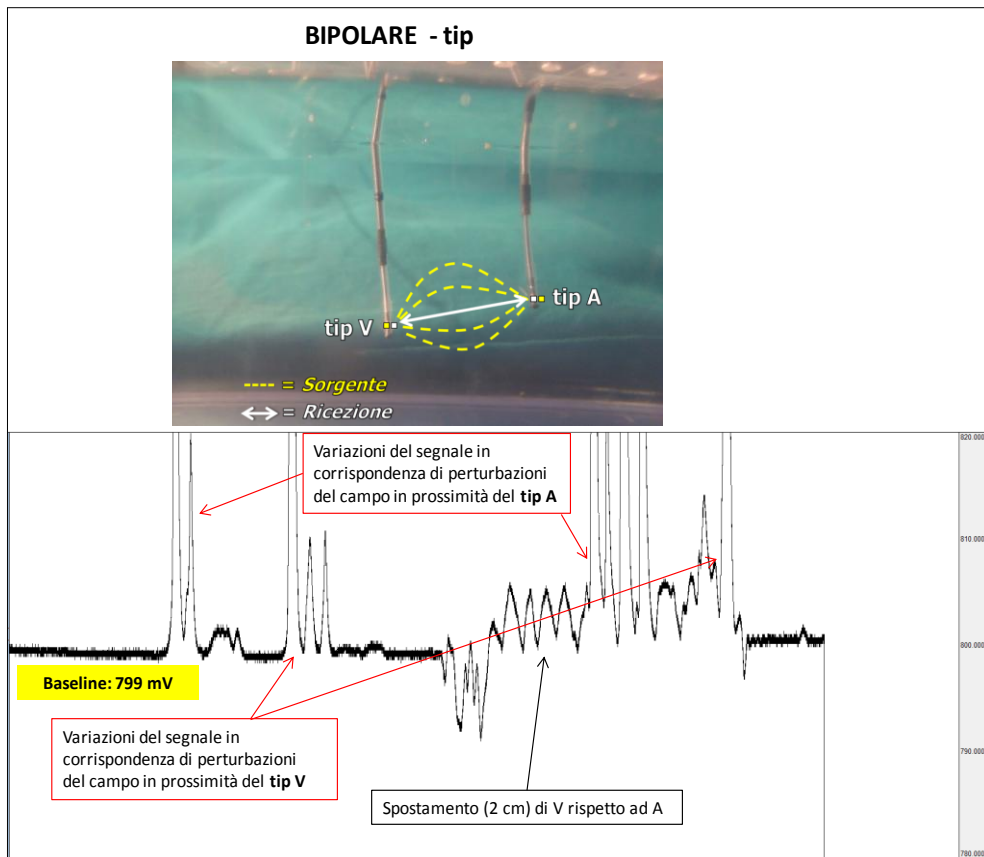 BIPOLARE - tip
tip A
tip V
= Sorgente
= Ricezione
Variazioni del segnale in
corrispondenza di perturbazioni
del campo in prossimità del tip A
820.000
810.000
800.000
790.000
780.000
Baseline: 799 mV
Variazioni del segnale in
corrispondenza di perturbazioni
del campo in prossimità del tip V
Spostamento (2 cm) di V rispetto ad A